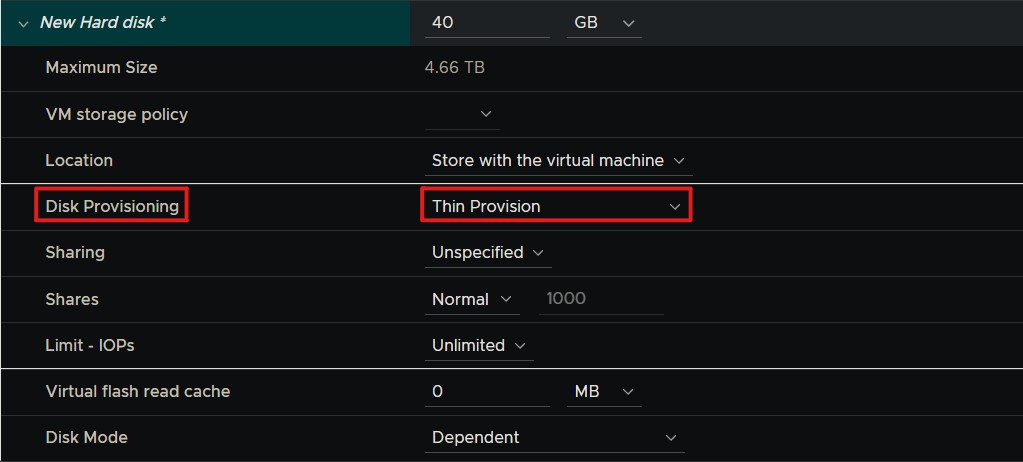 New Hard disk * 40 GB
Maximum Size 4.66 TB
VM storage policy
Location Store with the virtual machine
Disk Provisioning Thin Provision
Sharing Unspecified
Shares Normal 1000
Limit - IOPs Unlimited
Virtual flash read cache 0 MB
Disk Mode Dependent